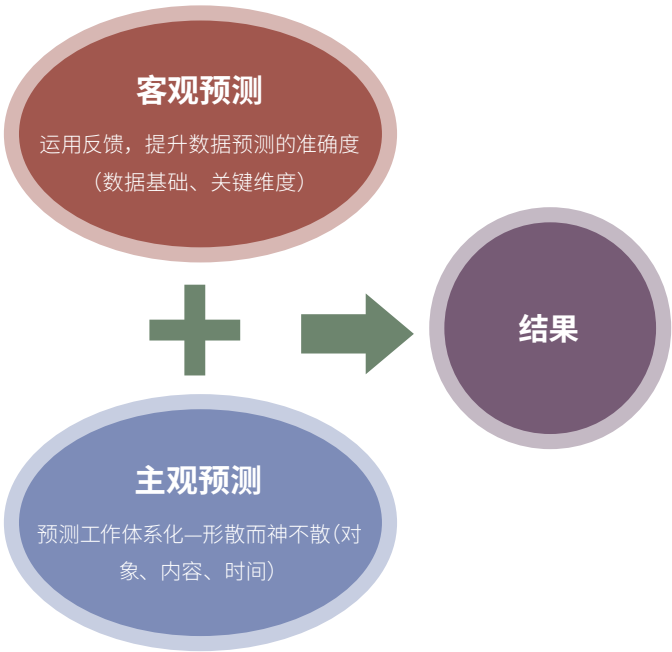 客观预测
运用反馈，提升数据预测的准确度
（数据基础、关键维度）
结果
主观预测
预测工作体系化—形散而神不散（对
象、内容、时间）